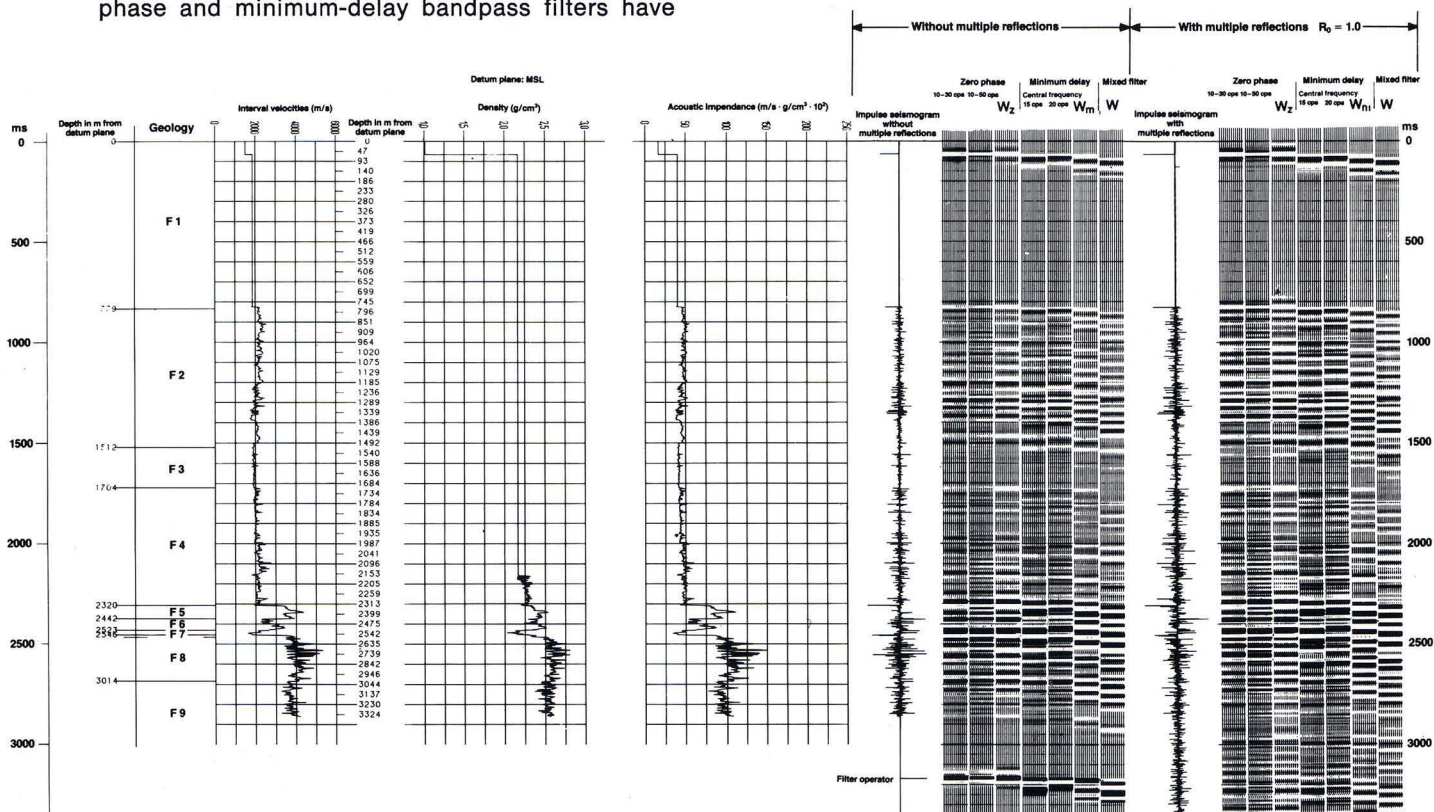 phase and minimum-delay bandpass filters have
Without multiple reflections
With multiple reflections R₀ = 1.0
Datum plane: MSL
Zero phase
Minimum delay
Mixed filter
Zero phase
Minimum delay
Mixed filter
10-30 cps 10-50 cps
Central frequency
15 cps 20 cps
10-30 cps 10-50 cps
Central frequency
15 cps 20 cps
W_z
W_m
W
W_z
W
Interval velocities (m/s)
Density (g/cm³)
Acoustic impendance (m/s · g/cm³ · 10²)
Impulse seismogram
without
multiple reflections
Impulse seismogram
with
multiple reflections
ms
Depth in m from
datum plane
Geology
Depth in m from
datum plane
ms
0
0
0
0
47
93
140
186
233
280
326
F1
373
419
500
466
500
512
559
606
652
699
745
796
851
909
1000
964
1000
1020
1075
1129
F2
1185
1236
1289
1339
1386
1439
1500
1512
1492
1500
1540
1588
F3
1636
1684
1704
1734
1784
1834
1885
1935
2000
F4
1987
2000
2041
2096
2153
2205
2259
2320
2313
F5
2399
2442
F6
2475
F7
2542
2500
2635
2500
F8
2739
2842
2946
3014
3044
3137
3230
F9
3324
3000
3000
Filter operator